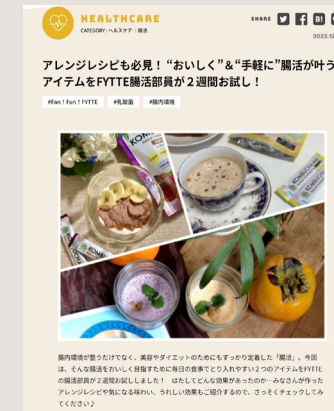 HEALTHCARE
CATEGORY: ヘルスケア | 腸活
SHARE
2023.12
アレンジレシピも必見！ “おいしく”＆“手軽に”腸活が叶う
アイテムをFYTTE腸活部員が２週間お試し！
#Fan！Fun！FYTTE #乳酸菌 #腸内環境
KOMBU
腸内環境が整うだけでなく、美容やダイエットのためにもすっかり定着した「腸活」。今回
は、そんな腸活をおいしく目指すために毎日の食事でとり入れやすい２つのアイテムをFYTTE
の腸活部員が２週間お試ししました！ はたしてどんな効果があったのか…みなさんが作った
アレンジレシピや気になる味わい、うれしい効果もご紹介するので、さっそくチェックしてみ
てください♪